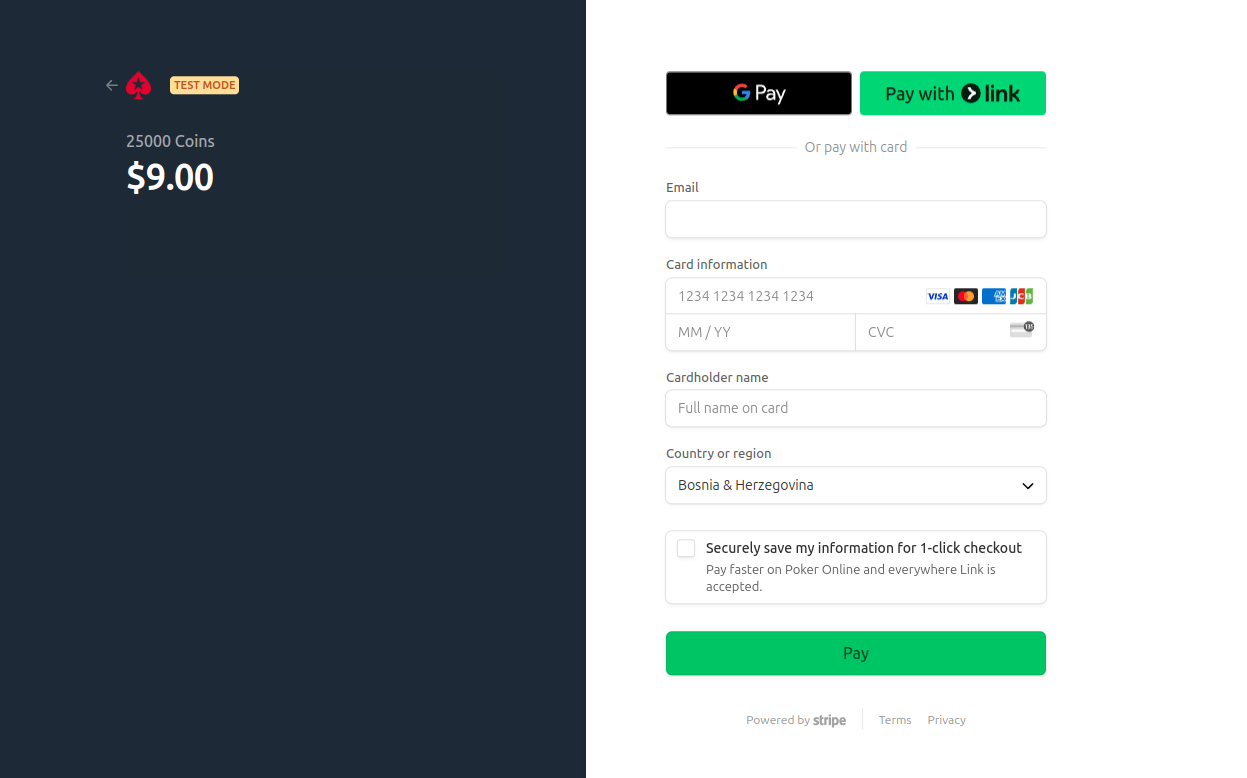 TEST MODE
25000 Coins
$9.00
G Pay
Pay with link
Or pay with card
Email
Card information
1234 1234 1234 1234
VISA
AMEX
JCB
MM / YY
CVC
Cardholder name
Full name on card
Country or region
Bosnia & Herzegovina
Securely save my information for 1-click checkout
Pay faster on Poker Online and everywhere Link is
accepted.
Pay
Powered by stripe
Terms
Privacy